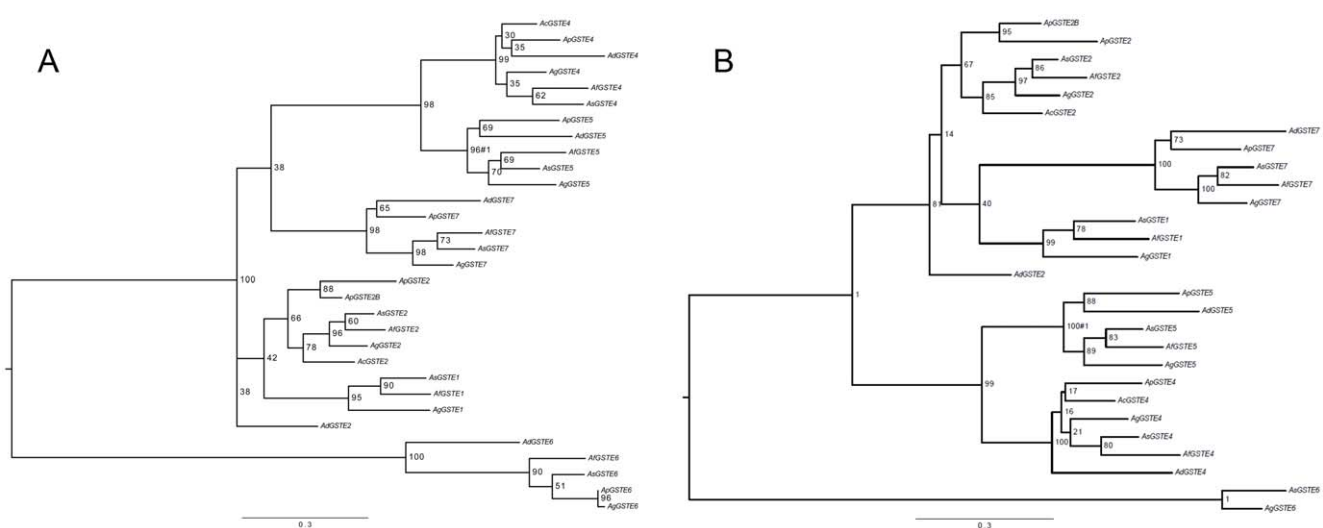 A
AcGSTE4
30
ApGSTE4
35
AdGSTE4
99
AgGSTE4
35
AfGSTE4
62
AsGSTE4
98
ApGSTE5
69
AdGSTE5
96#1
AfGSTE5
69
AsGSTE5
70
AgGSTE5
38
AdGSTE7
65
ApGSTE7
98
AfGSTE7
73
AsGSTE7
98
AgGSTE7
100
ApGSTE2
88
ApGSTE2B
66
AsGSTE2
60
AfGSTE2
96
AgGSTE2
78
AcGSTE2
42
AsGSTE1
90
AfGSTE1
95
AgGSTE1
38
AdGSTE2
AdGSTE6
100
AfGSTE6
90
AsGSTE6
51
ApGSTE6
96
AgGSTE6
0.3
B
ApGSTE2B
95
ApGSTE2
67
AsGSTE2
86
AfGSTE2
97
AgGSTE2
85
AcGSTE2
14
AdGSTE7
73
ApGSTE7
100
AsGSTE7
82
AfGSTE7
100
AgGSTE7
81
40
AsGSTE1
78
AfGSTE1
99
AgGSTE1
AdGSTE2
1
ApGSTE5
88
AdGSTE5
100#1
AsGSTE5
83
AfGSTE5
89
AgGSTE5
99
ApGSTE4
17
AcGSTE4
16
AgGSTE4
21
AsGSTE4
80
AfGSTE4
100
AdGSTE4
AsGSTE6
1
AgGSTE6
0.3